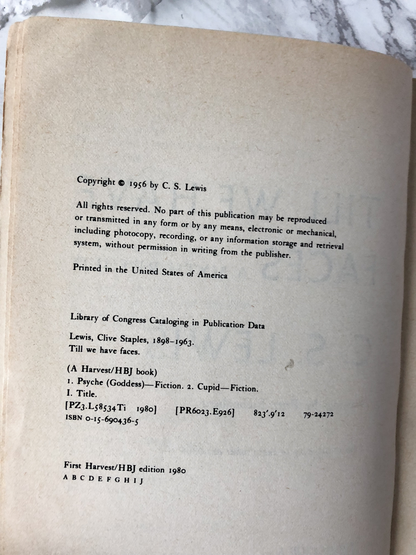 Copyright © 1956 by C. S. Lewis
All rights reserved. No part of this publication may be reproduced
or transmitted in any form or by any means, electronic or mechanical,
including photocopy, recording, or any information storage and retrieval
system, without permission in writing from the publisher.
Printed in the United States of America
Library of Congress Cataloging in Publication Data
Lewis, Clive Staples, 1898-1963.
Till we have faces.
(A Harvest/HBJ book)
1. Psyche (Goddess)—Fiction. 2. Cupid—Fiction.
I. Title.
[PZ3.L58534Ti 1980] [PR6023.E926] 823'.9'12 79-24272
ISBN 0-15-690436-5
First Harvest/HBJ edition 1980
A B C D E F G H I J